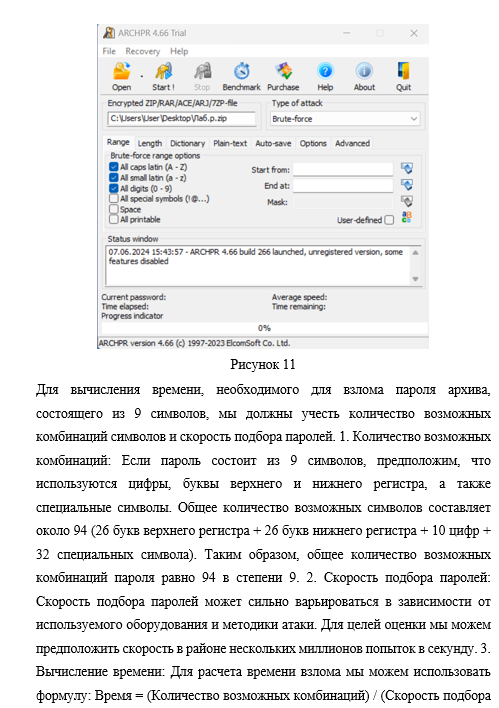 ARCHPR 4.66 Trial
File Recovery Help
Open Start ! Stop Benchmark Purchase Help About Quit
Encrypted ZIP/RAR/ACE/ARJ/7ZIP-file Type of attack
C:\Users\User\Desktop\Лаб.р.zip Brute-force
Range Length Dictionary Plain-text Auto-save Options Advanced
Brute-force range options
All caps latin (A - Z)
All small latin (a - z)
All digits (0 - 9)
All special symbols (!@...)
Space
All printable
Start from:
End at:
Mask:
User-defined
Status window
07.06.2024 15:43:57 - ARCHPR 4.66 build 266 launched, unregistered version, some
features disabled
Current password: Average speed:
Time elapsed: Time remaining:
Progress indicator
0%
ARCHPR version 4.66 (c) 1997-2023 ElcomSoft Co. Ltd.
Рисунок 11
Для вычисления времени, необходимого для взлома пароля архива,
состоящего из 9 символов, мы должны учесть количество возможных
комбинаций символов и скорость подбора паролей. 1. Количество возможных
комбинаций: Если пароль состоит из 9 символов, предположим, что
используются цифры, буквы верхнего и нижнего регистра, а также
специальные символы. Общее количество возможных символов составляет
около 94 (26 букв верхнего регистра + 26 букв нижнего регистра + 10 цифр +
32 специальных символа). Таким образом, общее количество возможных
комбинаций пароля равно 94 в степени 9. 2. Скорость подбора паролей:
Скорость подбора паролей может сильно варьироваться в зависимости от
используемого оборудования и методики атаки. Для целей оценки мы можем
предположить скорость в районе нескольких миллионов попыток в секунду. 3.
Вычисление времени: Для расчета времени взлома мы можем использовать
формулу: Время = (Количество возможных комбинаций) / (Скорость подбора